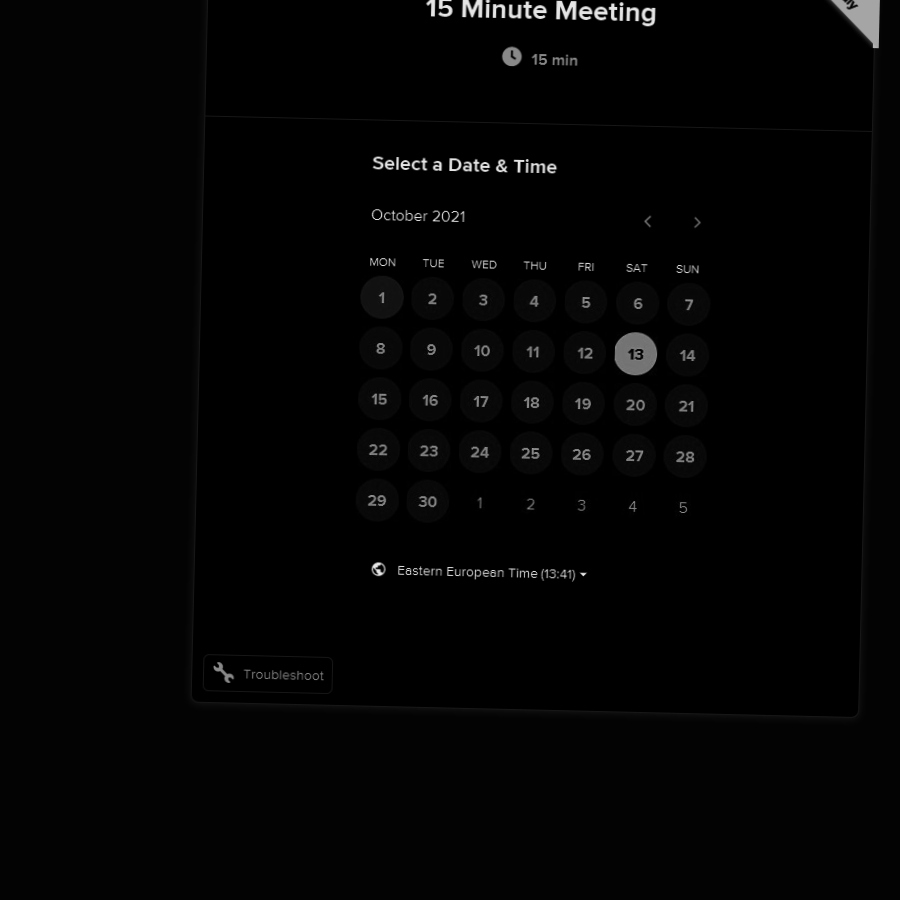 15 Minute Meeting
15 min
Select a Date & Time
October 2021
MON TUE WED THU FRI SAT SUN
1 2 3 4 5 6 7
8 9 10 11 12 13 14
15 16 17 18 19 20 21
22 23 24 25 26 27 28
29 30 1 2 3 4 5
Eastern European Time (13:41)
Troubleshoot